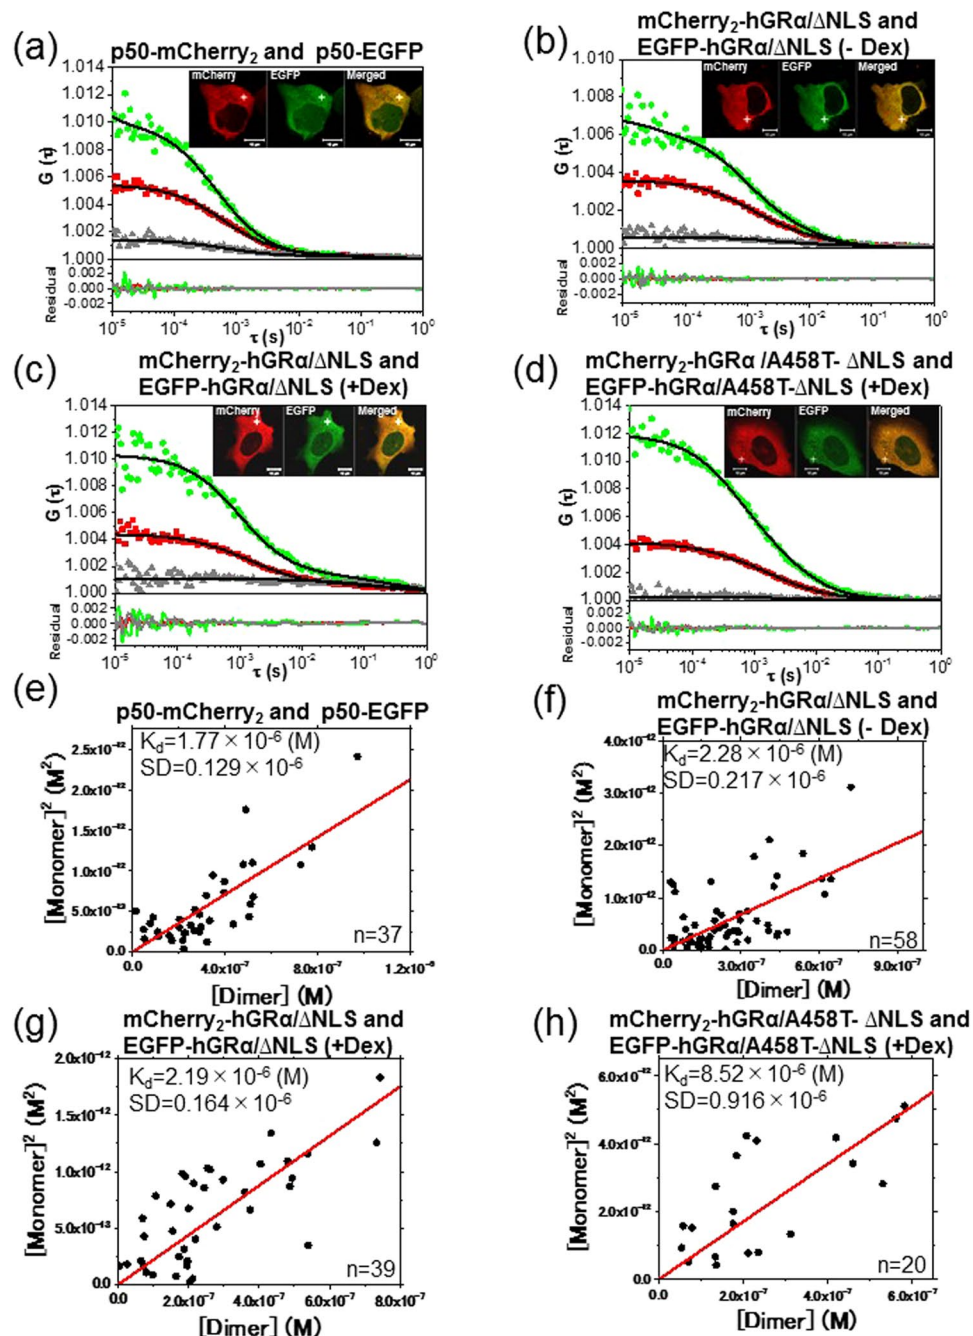 (a)
p50-mCherry₂ and p50-EGFP
1.014
1.012
1.010
1.008
1.006
1.004
1.002
1.000
G (τ)
mCherry EGFP Merged
0.002
0.000
-0.002
Residual
10⁻⁵ 10⁻⁴ 10⁻³ 10⁻² 10⁻¹ 10⁰
τ (s)
(b)
mCherry₂-hGRα/ΔNLS and
EGFP-hGRα/ΔNLS (- Dex)
1.010
1.008
1.006
1.004
1.002
1.000
G (τ)
mCherry EGFP Merged
0.002
0.000
-0.002
Residual
10⁻⁵ 10⁻⁴ 10⁻³ 10⁻² 10⁻¹ 10⁰
τ (s)
(c)
mCherry₂-hGRα/ΔNLS and
EGFP-hGRα/ΔNLS (+Dex)
1.014
1.012
1.010
1.008
1.006
1.004
1.002
1.000
G (τ)
mCherry EGFP Merged
0.002
0.000
-0.002
Residual
10⁻⁵ 10⁻⁴ 10⁻³ 10⁻² 10⁻¹ 10⁰
τ (s)
(d)
mCherry₂-hGRα /A458T- ΔNLS and
EGFP-hGRα/A458T-ΔNLS (+Dex)
1.014
1.012
1.010
1.008
1.006
1.004
1.002
1.000
G (τ)
mCherry EGFP Merged
0.002
0.000
-0.002
Residual
10⁻⁵ 10⁻⁴ 10⁻³ 10⁻² 10⁻¹ 10⁰
τ (s)
(e)
p50-mCherry₂ and p50-EGFP
K_d=1.77×10⁻⁶ (M)
SD=0.129×10⁻⁶
2.5x10⁻¹²
2.0x10⁻¹²
1.5x10⁻¹²
1.0x10⁻¹²
5.0x10⁻¹³
0.0
[Monomer]² (M²)
n=37
0.0 4.0x10⁻⁷ 8.0x10⁻⁷ 1.2x10⁻⁶
[Dimer] (M)
(f)
mCherry₂-hGRα/ΔNLS and
EGFP-hGRα/ΔNLS (- Dex)
K_d=2.28×10⁻⁶ (M)
SD=0.217×10⁻⁶
4.0x10⁻¹²
3.0x10⁻¹²
2.0x10⁻¹²
1.0x10⁻¹²
0.0
[Monomer]² (M²)
n=58
0.0 3.0x10⁻⁷ 6.0x10⁻⁷ 9.0x10⁻⁷
[Dimer] (M)
(g)
mCherry₂-hGRα/ΔNLS and
EGFP-hGRα/ΔNLS (+Dex)
K_d=2.19×10⁻⁶ (M)
SD=0.164×10⁻⁶
2.0x10⁻¹²
1.5x10⁻¹²
1.0x10⁻¹²
5.0x10⁻¹³
0.0
[Monomer]² (M²)
n=39
0.0 2.0x10⁻⁷ 4.0x10⁻⁷ 6.0x10⁻⁷ 8.0x10⁻⁷
[Dimer] (M)
(h)
mCherry₂-hGRα/A458T- ΔNLS and
EGFP-hGRα/A458T-ΔNLS (+Dex)
K_d=8.52×10⁻⁶ (M)
SD=0.916×10⁻⁶
6.0x10⁻¹²
4.0x10⁻¹²
2.0x10⁻¹²
0.0
[Monomer]² (M²)
n=20
0.0 2.0x10⁻⁷ 4.0x10⁻⁷ 6.0x10⁻⁷
[Dimer] (M)